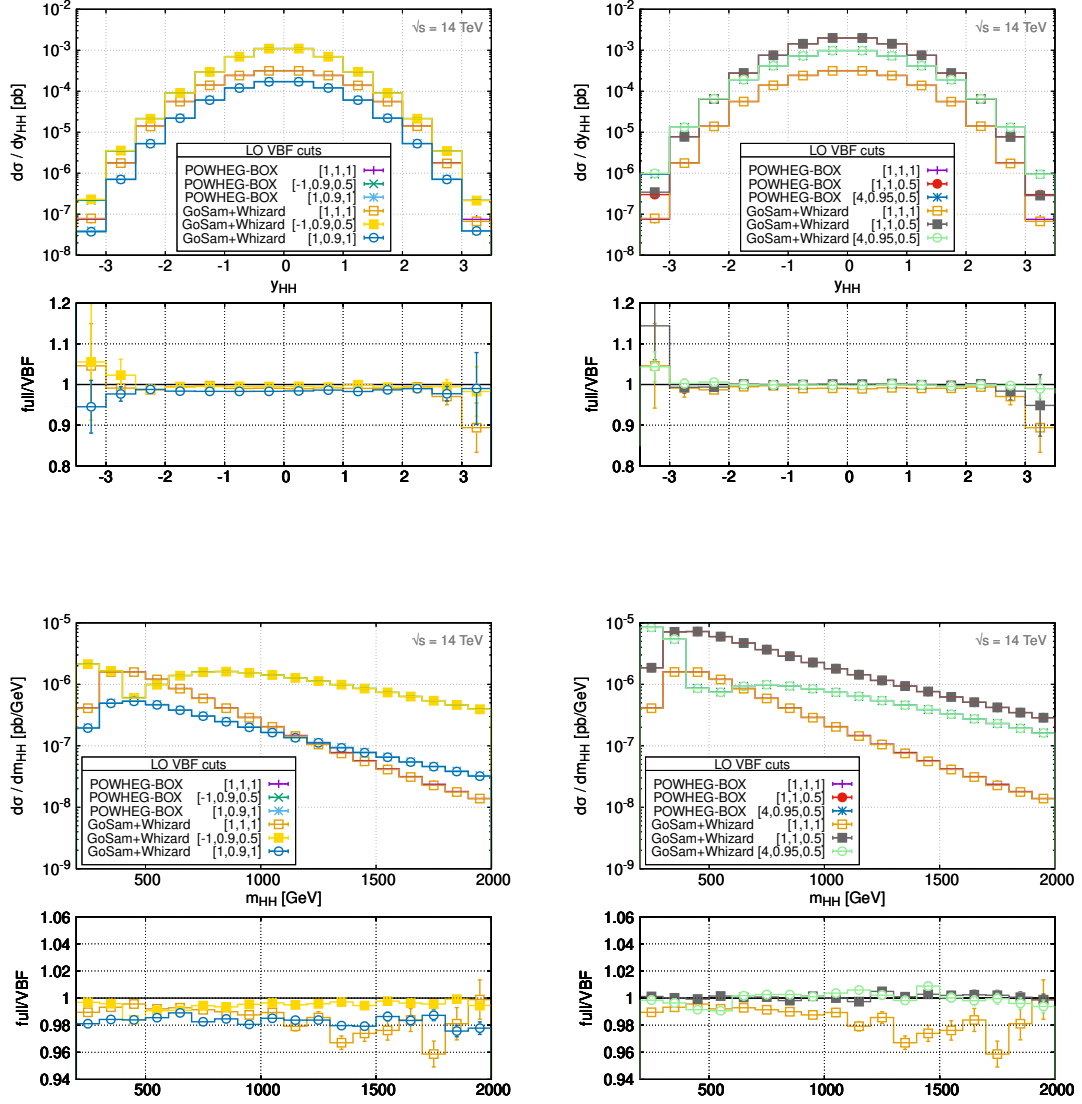 10⁻²
10⁻³
10⁻⁴
10⁻⁵
10⁻⁶
10⁻⁷
10⁻⁸
dσ / dyHH [pb]
√s = 14 TeV
LO VBF cuts
POWHEG-BOX [1,1,1]
POWHEG-BOX [-1,0.9,0.5]
POWHEG-BOX [1,0.9,1]
GoSam+Whizard [1,1,1]
GoSam+Whizard [-1,0.9,0.5]
GoSam+Whizard [1,0.9,1]
-3 -2 -1 0 1 2 3
yHH
1.2
1.1
1
0.9
0.8
full/VBF
-3 -2 -1 0 1 2 3
10⁻²
10⁻³
10⁻⁴
10⁻⁵
10⁻⁶
10⁻⁷
10⁻⁸
dσ / dyHH [pb]
√s = 14 TeV
LO VBF cuts
POWHEG-BOX [1,1,1]
POWHEG-BOX [1,1,0.5]
POWHEG-BOX [4,0.95,0.5]
GoSam+Whizard [1,1,1]
GoSam+Whizard [1,1,0.5]
GoSam+Whizard [4,0.95,0.5]
-3 -2 -1 0 1 2 3
yHH
1.2
1.1
1
0.9
0.8
full/VBF
-3 -2 -1 0 1 2 3
10⁻⁵
10⁻⁶
10⁻⁷
10⁻⁸
10⁻⁹
dσ / dmHH [pb/GeV]
√s = 14 TeV
LO VBF cuts
POWHEG-BOX [1,1,1]
POWHEG-BOX [-1,0.9,0.5]
POWHEG-BOX [1,0.9,1]
GoSam+Whizard [1,1,1]
GoSam+Whizard [-1,0.9,0.5]
GoSam+Whizard [1,0.9,1]
500 1000 1500 2000
mHH [GeV]
1.06
1.04
1.02
1
0.98
0.96
0.94
full/VBF
500 1000 1500 2000
10⁻⁵
10⁻⁶
10⁻⁷
10⁻⁸
10⁻⁹
dσ / dmHH [pb/GeV]
√s = 14 TeV
LO VBF cuts
POWHEG-BOX [1,1,1]
POWHEG-BOX [1,1,0.5]
POWHEG-BOX [4,0.95,0.5]
GoSam+Whizard [1,1,1]
GoSam+Whizard [1,1,0.5]
GoSam+Whizard [4,0.95,0.5]
500 1000 1500 2000
mHH [GeV]
1.06
1.04
1.02
1
0.98
0.96
0.94
full/VBF
500 1000 1500 2000